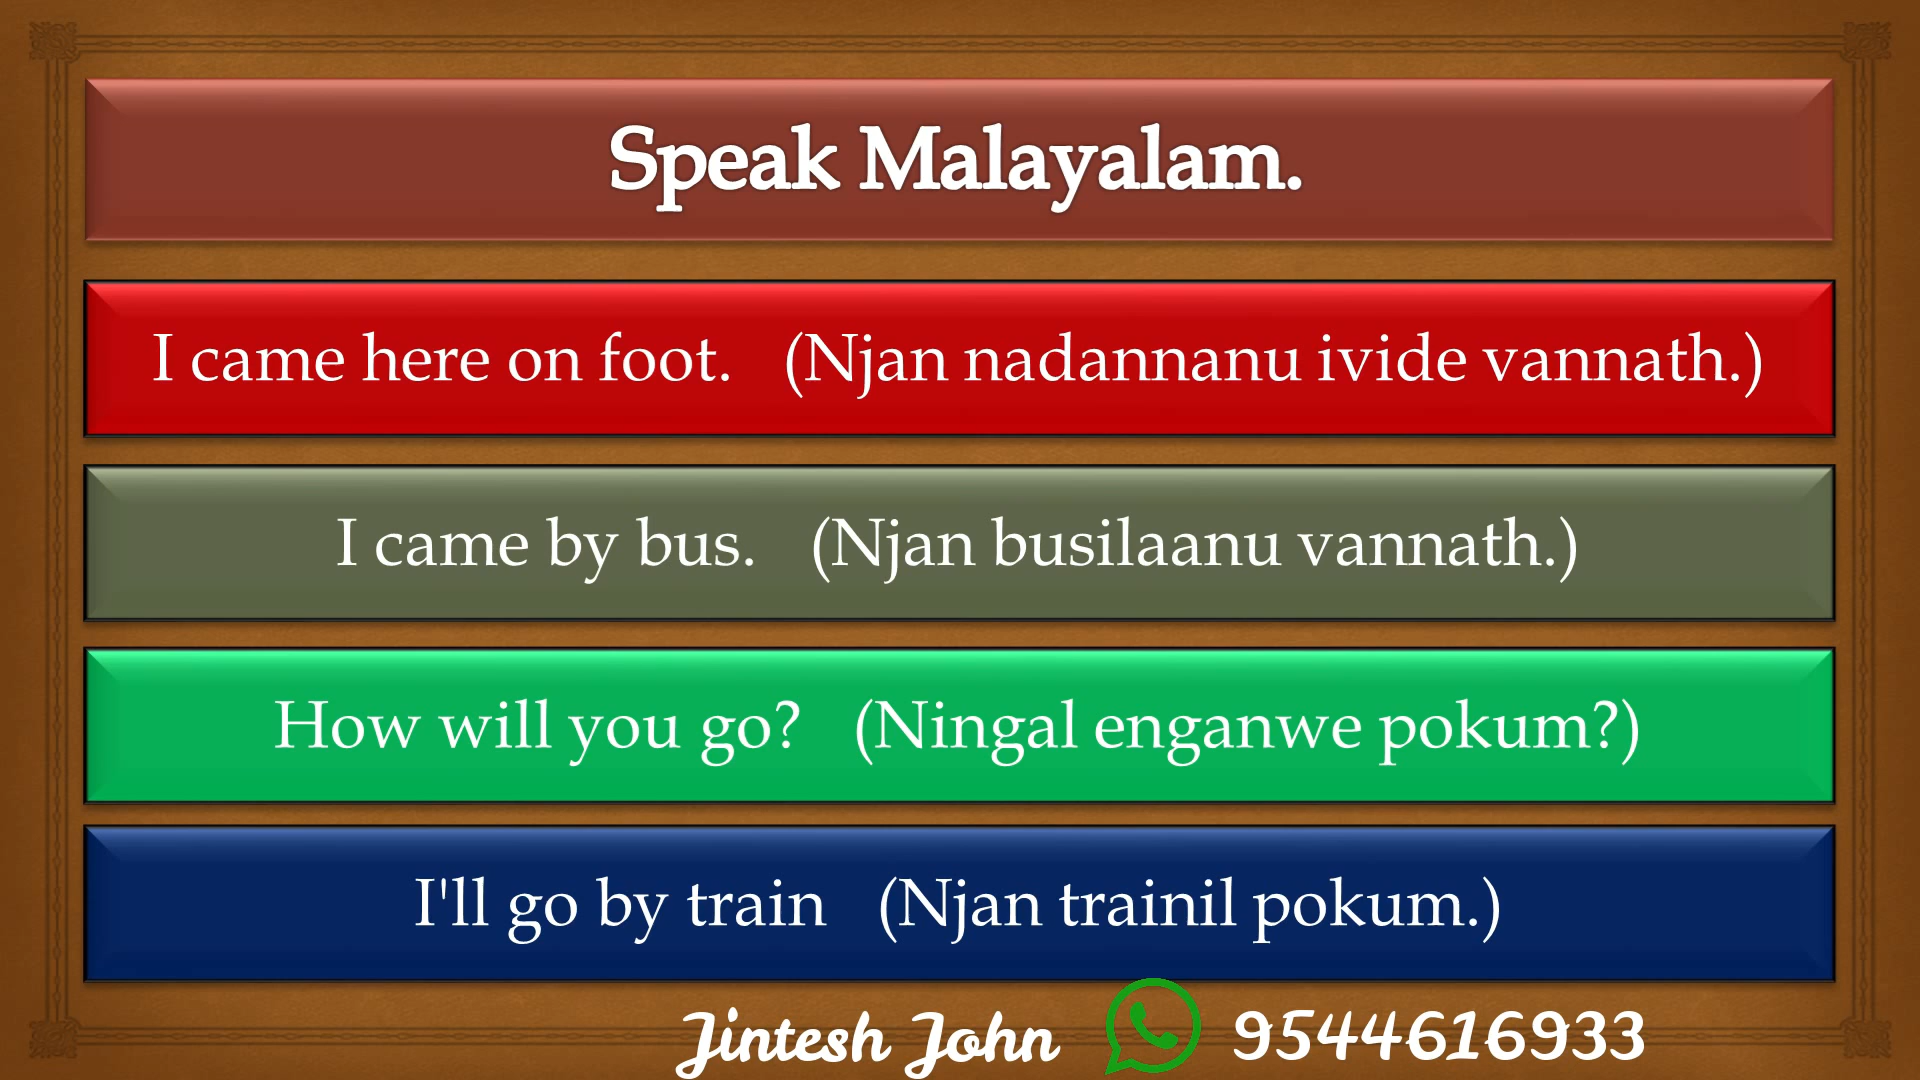 Speak Malayalam.
I came here on foot. (Njan nadannanu ivide vannath.)
I came by bus. (Njan busilaanu vannath.)
How will you go? (Ningal enganwe pokum?)
I'll go by train (Njan trainil pokum.)
Jintesh John 9544616933